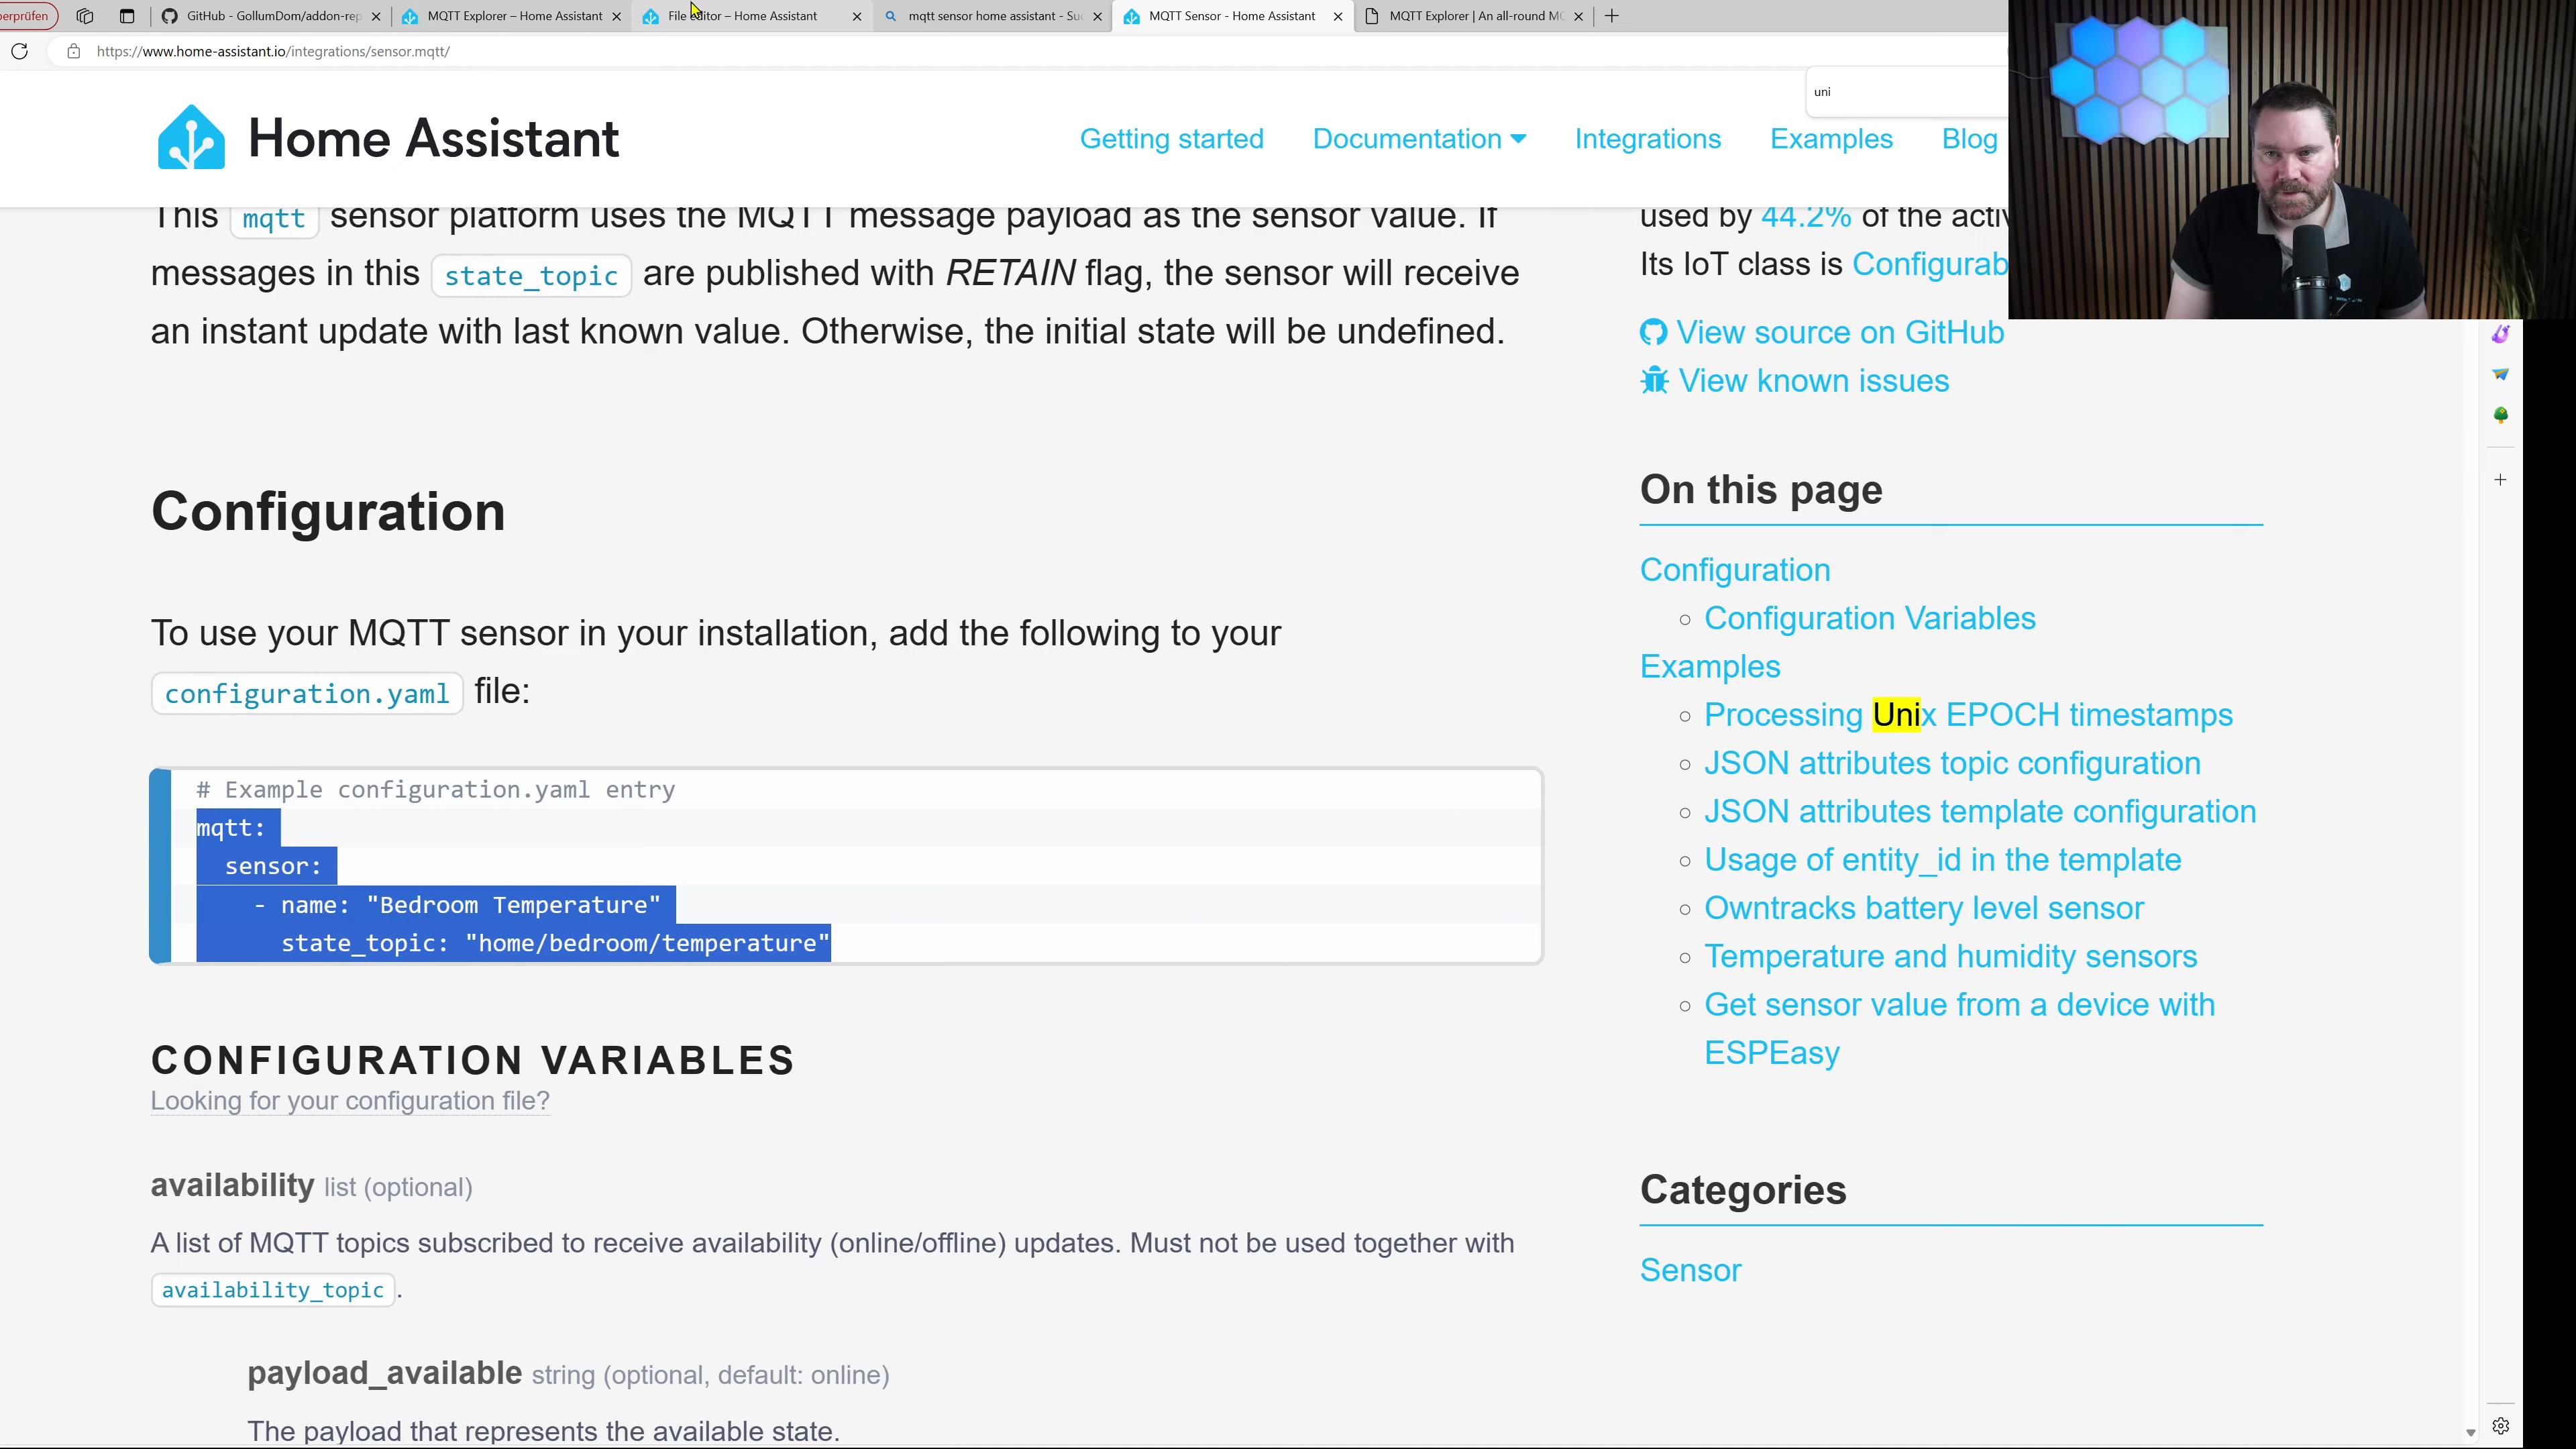 erprüfen
GitHub - GollumDom/addon-rep
MQTT Explorer – Home Assistant
File editor – Home Assistant
mqtt sensor home assistant - Su
MQTT Sensor - Home Assistant
MQTT Explorer | An all-round MQ
https://www.home-assistant.io/integrations/sensor.mqtt/
uni
Home Assistant
Getting started
Documentation
Integrations
Examples
Blog
This mqtt sensor platform uses the MQTT message payload as the sensor value. If
messages in this state_topic are published with RETAIN flag, the sensor will receive
an instant update with last known value. Otherwise, the initial state will be undefined.
Configuration
To use your MQTT sensor in your installation, add the following to your
configuration.yaml file:
# Example configuration.yaml entry
mqtt:
sensor:
- name: "Bedroom Temperature"
state_topic: "home/bedroom/temperature"
CONFIGURATION VARIABLES
Looking for your configuration file?
availability list (optional)
A list of MQTT topics subscribed to receive availability (online/offline) updates. Must not be used together with
availability_topic.
payload_available string (optional, default: online)
The payload that represents the available state.
used by 44.2% of the activ
Its IoT class is Configurab
View source on GitHub
View known issues
On this page
Configuration
Configuration Variables
Examples
Processing Unix EPOCH timestamps
JSON attributes topic configuration
JSON attributes template configuration
Usage of entity_id in the template
Owntracks battery level sensor
Temperature and humidity sensors
Get sensor value from a device with
ESPEasy
Categories
Sensor